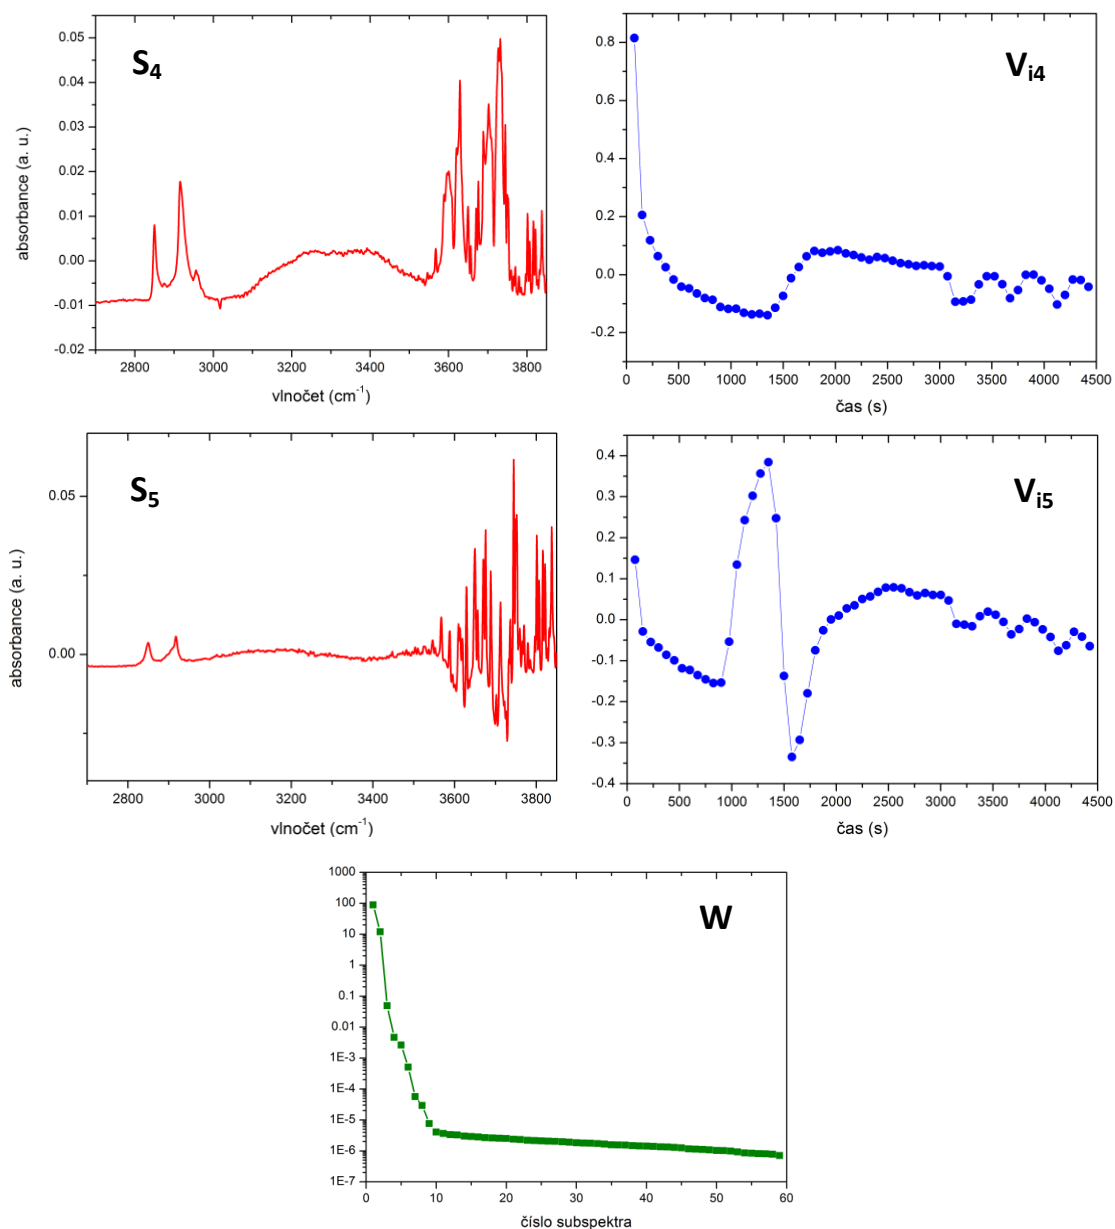 S4
absorbance (a. u.)
0.05
0.04
0.03
0.02
0.01
0.00
-0.01
-0.02
2800 3000 3200 3400 3600 3800
vlnočet (cm-1)
Vi4
0.8
0.6
0.4
0.2
0.0
-0.2
0 500 1000 1500 2000 2500 3000 3500 4000 4500
čas (s)
S5
absorbance (a. u.)
0.05
0.00
2800 3000 3200 3400 3600 3800
vlnočet (cm-1)
Vi5
0.4
0.3
0.2
0.1
0.0
-0.1
-0.2
-0.3
-0.4
0 500 1000 1500 2000 2500 3000 3500 4000 4500
čas (s)
W
1000
100
10
1
0.1
0.01
1E-3
1E-4
1E-5
1E-6
1E-7
0 10 20 30 40 50 60
číslo subspektra